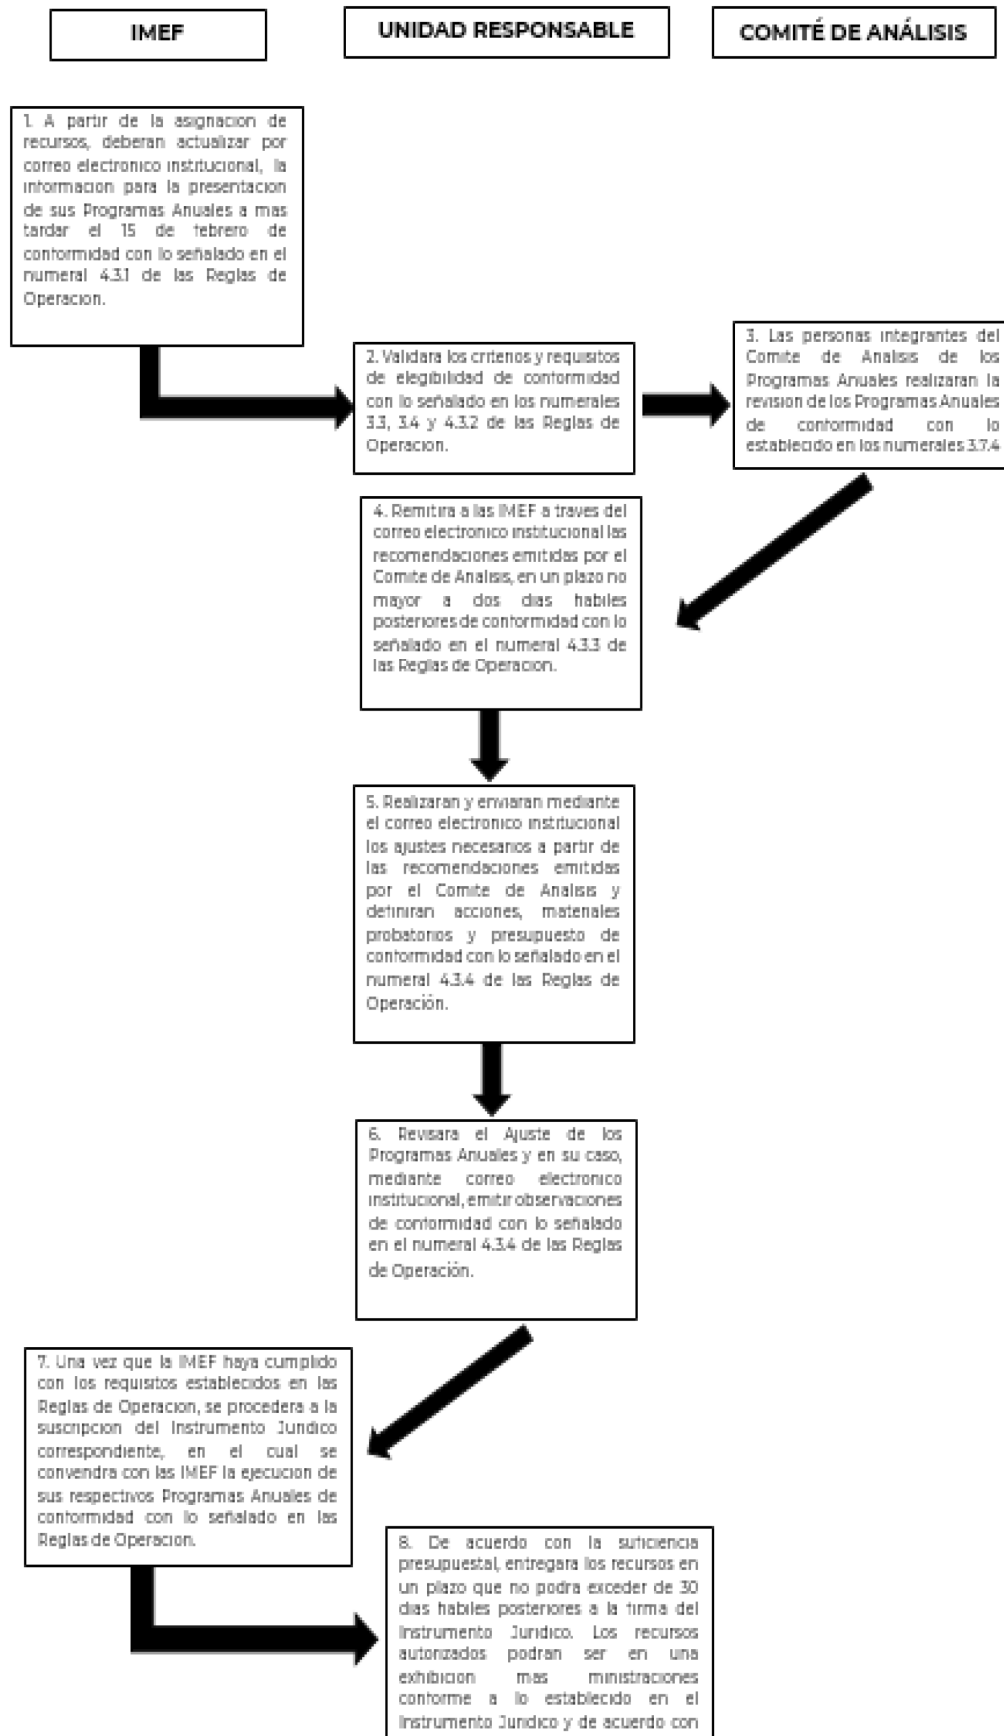 IMEF
UNIDAD RESPONSABLE
COMITÉ DE ANÁLISIS
1. A partir de la asignacion de
recursos, deberan actualizar por
correo electronico institucional, la
informacion para la presentacion
de sus Programas Anuales a mas
tardar el 15 de febrero de
conformidad con lo señalado en el
numeral 4.3.1 de las Reglas de
Operacion.
2. Validara los criterios y requisitos
de elegibilidad de conformidad
con lo señalado en los numerales
3.3, 3.4 y 4.3.2 de las Reglas de
Operacion.
3. Las personas integrantes del
Comite de Analisis de los
Programas Anuales realizaran la
revision de los Programas Anuales
de conformidad con lo
establecido en los numerales 3.7.4
4. Remitira a las IMEF a traves del
correo electronico institucional las
recomendaciones emitidas por el
Comite de Analisis, en un plazo no
mayor a dos dias habiles
posteriores de conformidad con lo
señalado en el numeral 4.3.3 de
las Reglas de Operacion.
5. Realizaran y enviaran mediante
el correo electronico institucional
los ajustes necesarios a partir de
las recomendaciones emitidas
por el Comite de Analisis y
definiran acciones, materiales
probatorios y presupuesto de
conformidad con lo señalado en el
numeral 4.3.4 de las Reglas de
Operación.
6. Revisara el Ajuste de los
Programas Anuales y en su caso,
mediante correo electronico
institucional, emitir observaciones
de conformidad con lo señalado
en el numeral 4.3.4 de las Reglas
de Operación.
7. Una vez que la IMEF haya cumplido
con los requisitos establecidos en las
Reglas de Operacion, se procedera a la
suscripcion del Instrumento Juridico
correspondiente, en el cual se
convendra con las IMEF la ejecucion de
sus respectivos Programas Anuales de
conformidad con lo señalado en las
Reglas de Operacion.
8. De acuerdo con la suficiencia
presupuestal, entregara los recursos en
un plazo que no podra exceder de 30
dias habiles posteriores a la firma del
Instrumento Juridico. Los recursos
autorizados podran ser en una
exhibicion mas ministraciones
conforme a lo establecido en el
Instrumento Juridico y de acuerdo con